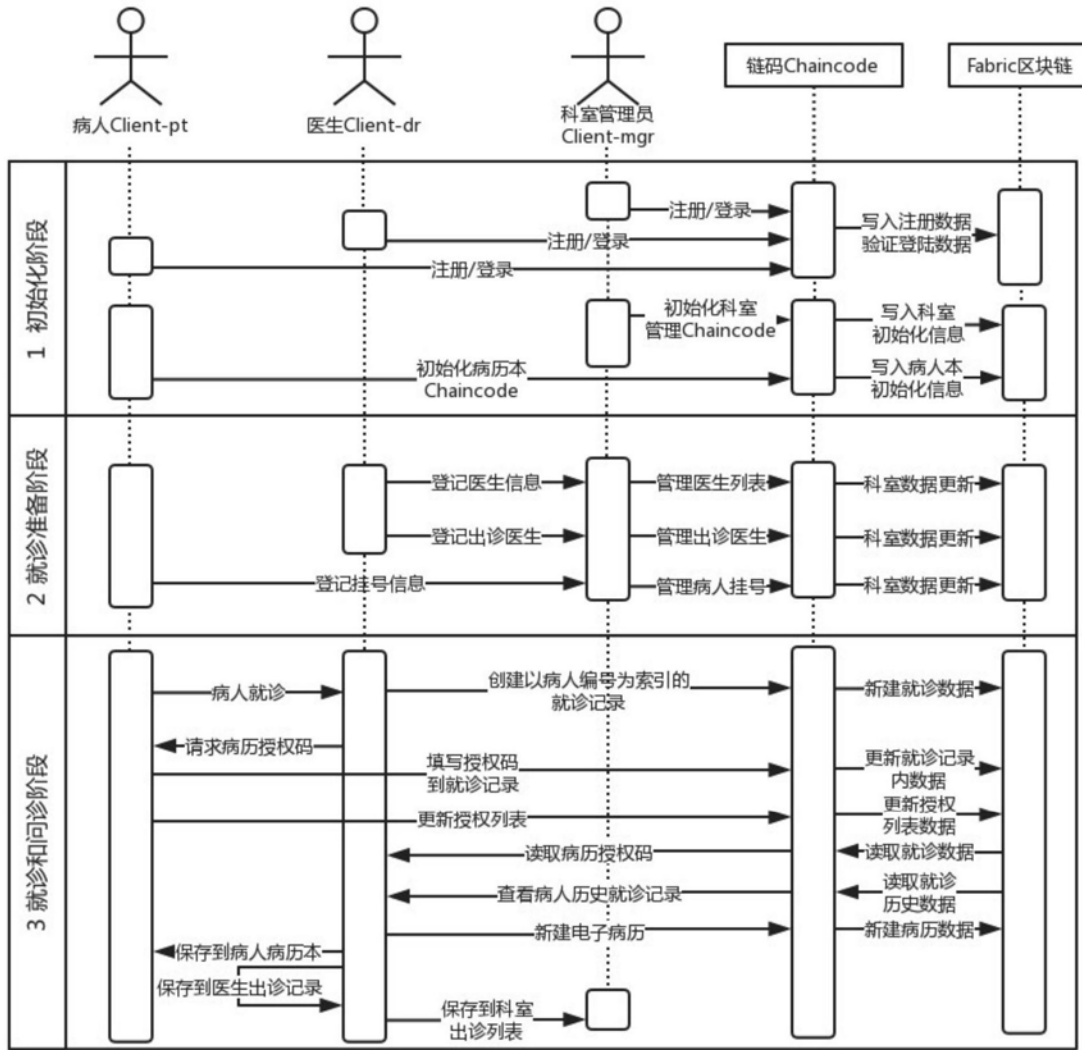 病人Client-pt
医生Client-dr
科室管理员
Client-mgr
链码Chaincode
Fabric区块链
1 初始化阶段
注册/登录
注册/登录
注册/登录
写入注册数据
验证登陆数据
初始化科室
管理Chaincode
写入科室
初始化信息
初始化病历本
Chaincode
写入病人本
初始化信息
2 就诊准备阶段
登记医生信息
管理医生列表
科室数据更新
登记出诊医生
管理出诊医生
科室数据更新
登记挂号信息
管理病人挂号
科室数据更新
3 就诊和问诊阶段
病人就诊
创建以病人编号为索引的
就诊记录
新建就诊数据
请求病历授权码
填写授权码
到就诊记录
更新就诊记录
内数据
更新授权列表
更新授权
列表数据
读取病历授权码
读取就诊数据
查看病人历史就诊记录
读取就诊
历史数据
新建电子病历
新建病历数据
保存到病人病历本
保存到医生出诊记录
保存到科室
出诊列表